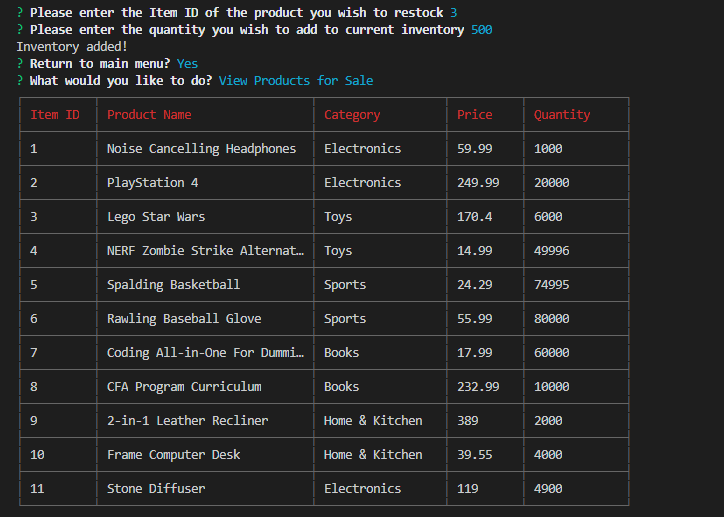 ? Please enter the Item ID of the product you wish to restock 3
? Please enter the quantity you wish to add to current inventory 500
Inventory added!
? Return to main menu? Yes
? What would you like to do? View Products for Sale
Item ID Product Name Category Price Quantity
1 Noise Cancelling Headphones Electronics 59.99 1000
2 PlayStation 4 Electronics 249.99 20000
3 Lego Star Wars Toys 170.4 6000
4 NERF Zombie Strike Alternat… Toys 14.99 49996
5 Spalding Basketball Sports 24.29 74995
6 Rawling Baseball Glove Sports 55.99 80000
7 Coding All-in-One For Dummi… Books 17.99 60000
8 CFA Program Curriculum Books 232.99 10000
9 2-in-1 Leather Recliner Home & Kitchen 389 2000
10 Frame Computer Desk Home & Kitchen 39.55 4000
11 Stone Diffuser Electronics 119 4900